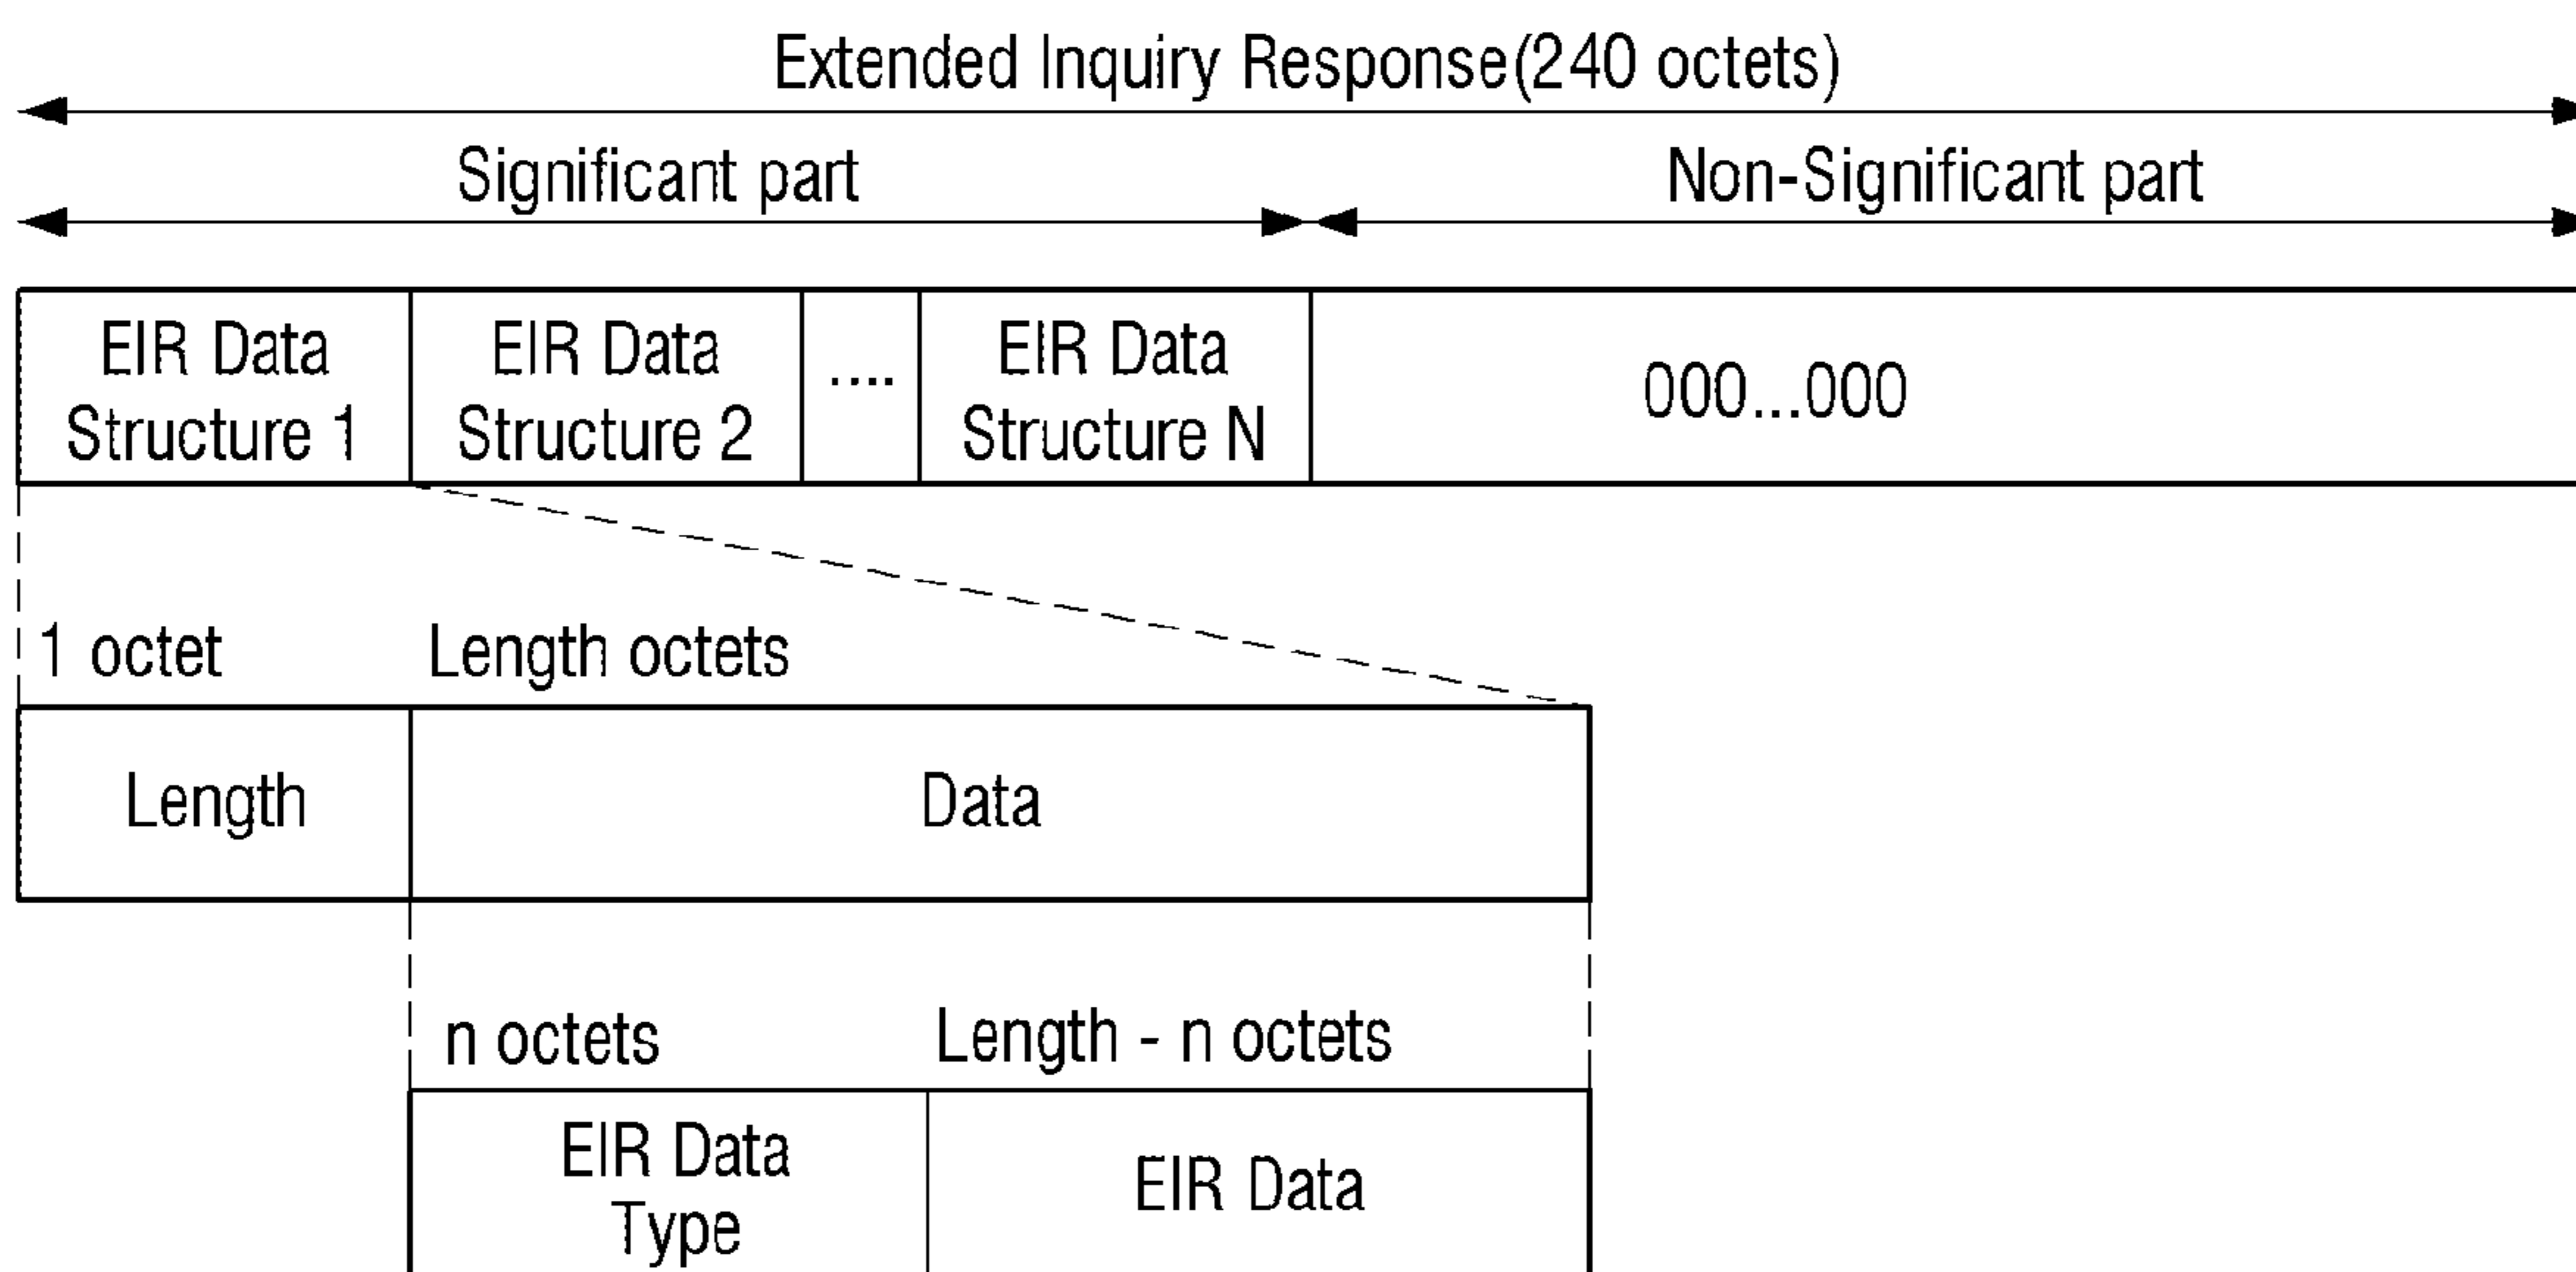 Extended Inquiry Response(240 octets)
Significant part
Non-Significant part
EIR Data
Structure 1
EIR Data
Structure 2
....
EIR Data
Structure N
000...000
1 octet
Length octets
Length
Data
n octets
Length - n octets
EIR Data
Type
EIR Data